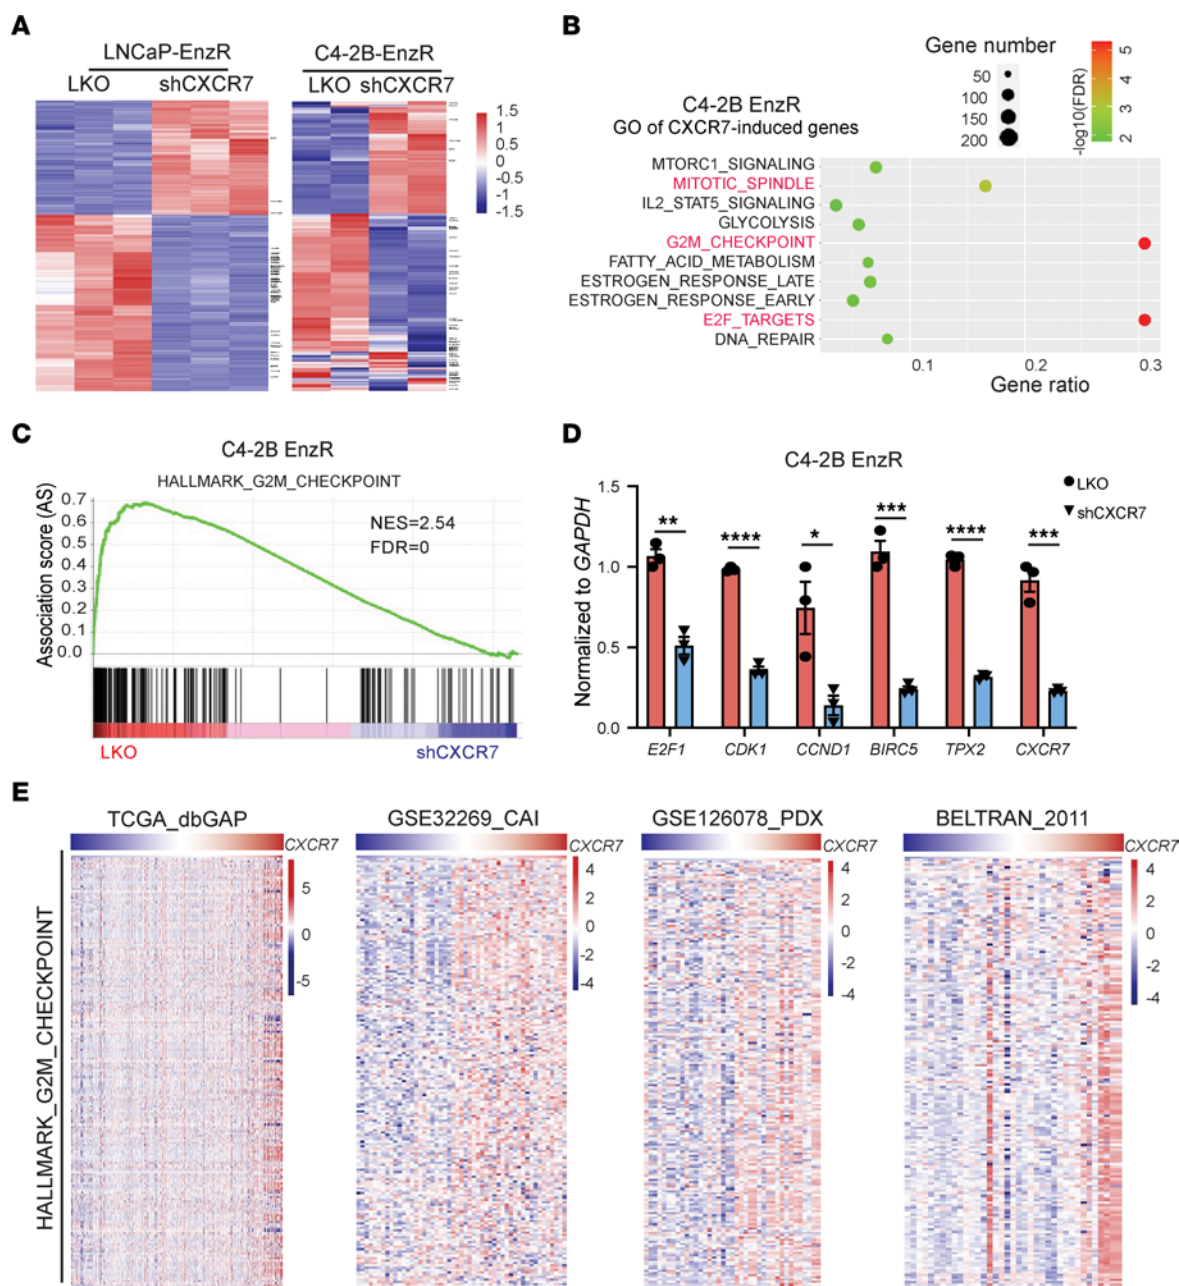 A
LNCaP-EnzR
C4-2B-EnzR
LKO
shCXCR7
LKO shCXCR7
1.5
1
0.5
0
-0.5
-1
-1.5
B
Gene number
50
100
150
200
-log10(FDR)
5
4
3
2
C4-2B EnzR
GO of CXCR7-induced genes
MTORC1_SIGNALING
MITOTIC_SPINDLE
IL2_STAT5_SIGNALING
GLYCOLYSIS
G2M_CHECKPOINT
FATTY_ACID_METABOLISM
ESTROGEN_RESPONSE_LATE
ESTROGEN_RESPONSE_EARLY
E2F_TARGETS
DNA_REPAIR
0.1
0.2
0.3
Gene ratio
C
C4-2B EnzR
HALLMARK_G2M_CHECKPOINT
Association score (AS)
0.7
0.6
0.5
0.4
0.3
0.2
0.1
0.0
NES=2.54
FDR=0
LKO
shCXCR7
D
C4-2B EnzR
LKO
shCXCR7
Normalized to GAPDH
1.5
1.0
0.5
0.0
**
****
*
***
****
***
E2F1
CDK1
CCND1
BIRC5
TPX2
CXCR7
E
HALLMARK_G2M_CHECKPOINT
TCGA_dbGAP
CXCR7
5
0
-5
GSE32269_CAI
CXCR7
4
2
0
-2
-4
GSE126078_PDX
CXCR7
4
2
0
-2
-4
BELTRAN_2011
CXCR7
4
2
0
-2
-4